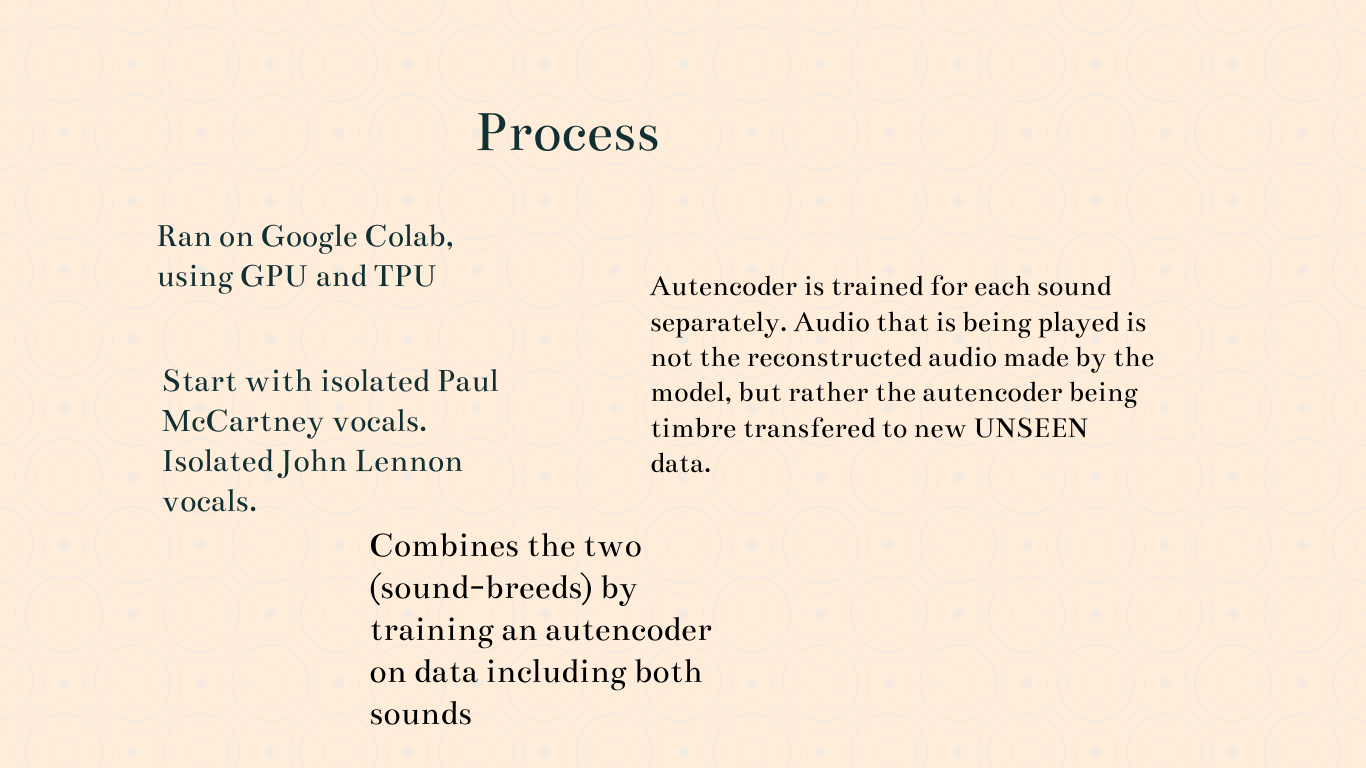 Process
Ran on Google Colab,
using GPU and TPU
Start with isolated Paul
McCartney vocals.
Isolated John Lennon
vocals.
Autencoder is trained for each sound
separately. Audio that is being played is
not the reconstructed audio made by the
model, but rather the autencoder being
timbre transfered to new UNSEEN
data.
Combines the two
(sound-breeds) by
training an autencoder
on data including both
sounds